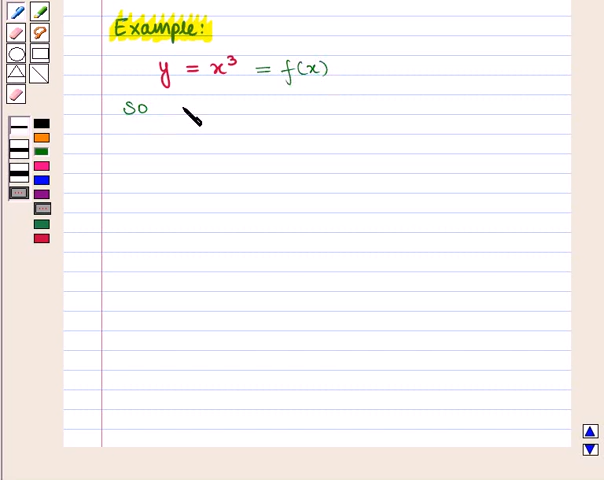 Example:
y = x³ = f(x)
so